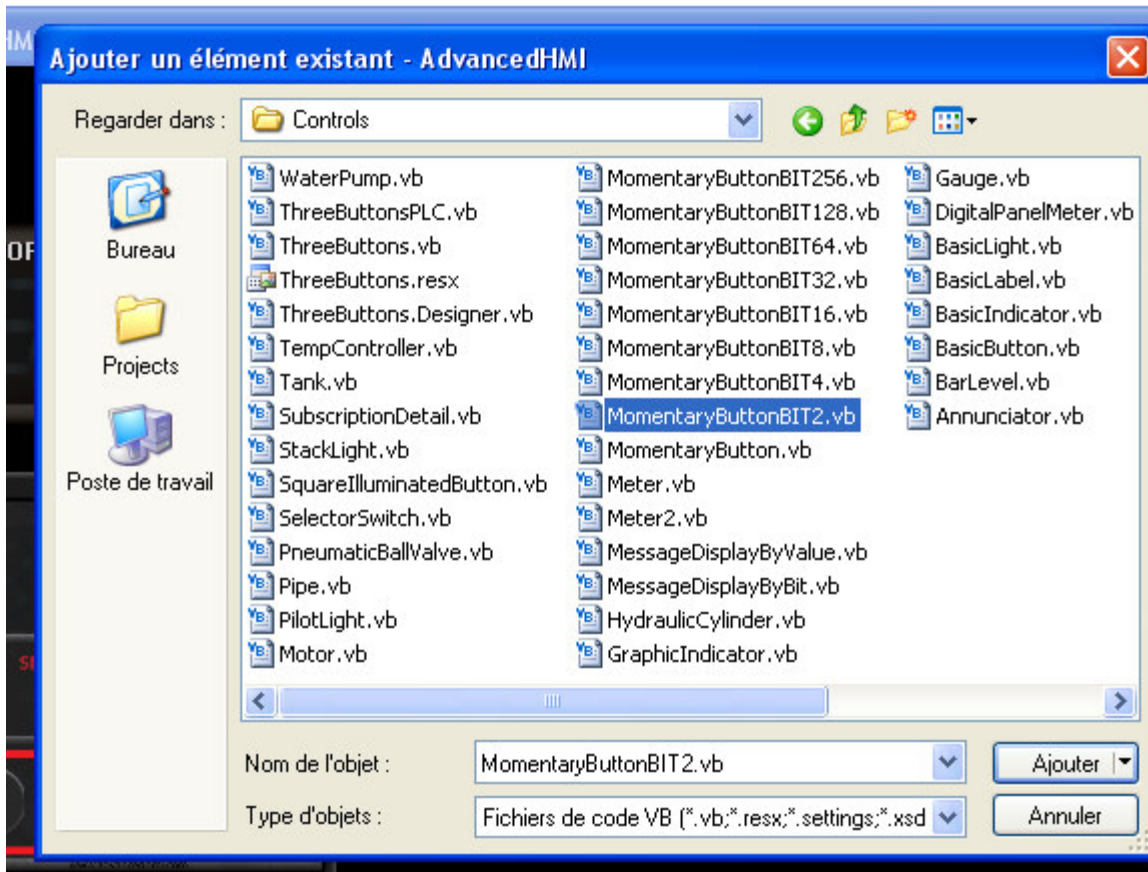 Ajouter un élément existant - AdvancedHMI
Regarder dans :
Controls
Bureau
Projects
Poste de travail
WaterPump.vb
ThreeButtonsPLC.vb
ThreeButtons.vb
ThreeButtons.resx
ThreeButtons.Designer.vb
TempController.vb
Tank.vb
SubscriptionDetail.vb
StackLight.vb
SquareIlluminatedButton.vb
SelectorSwitch.vb
PneumaticBallValve.vb
Pipe.vb
PilotLight.vb
Motor.vb
MomentaryButtonBIT256.vb
MomentaryButtonBIT128.vb
MomentaryButtonBIT64.vb
MomentaryButtonBIT32.vb
MomentaryButtonBIT16.vb
MomentaryButtonBIT8.vb
MomentaryButtonBIT4.vb
MomentaryButtonBIT2.vb
MomentaryButton.vb
Meter.vb
Meter2.vb
MessageDisplayByValue.vb
MessageDisplayByBit.vb
HydraulicCylinder.vb
GraphicIndicator.vb
Gauge.vb
DigitalPanelMeter.vb
BasicLight.vb
BasicLabel.vb
BasicIndicator.vb
BasicButton.vb
BarLevel.vb
Annunciator.vb
Nom de l'objet :
MomentaryButtonBIT2.vb
Ajouter
Type d'objets :
Fichiers de code VB (*.vb;*.resx;*.settings;*.xsd
Annuler